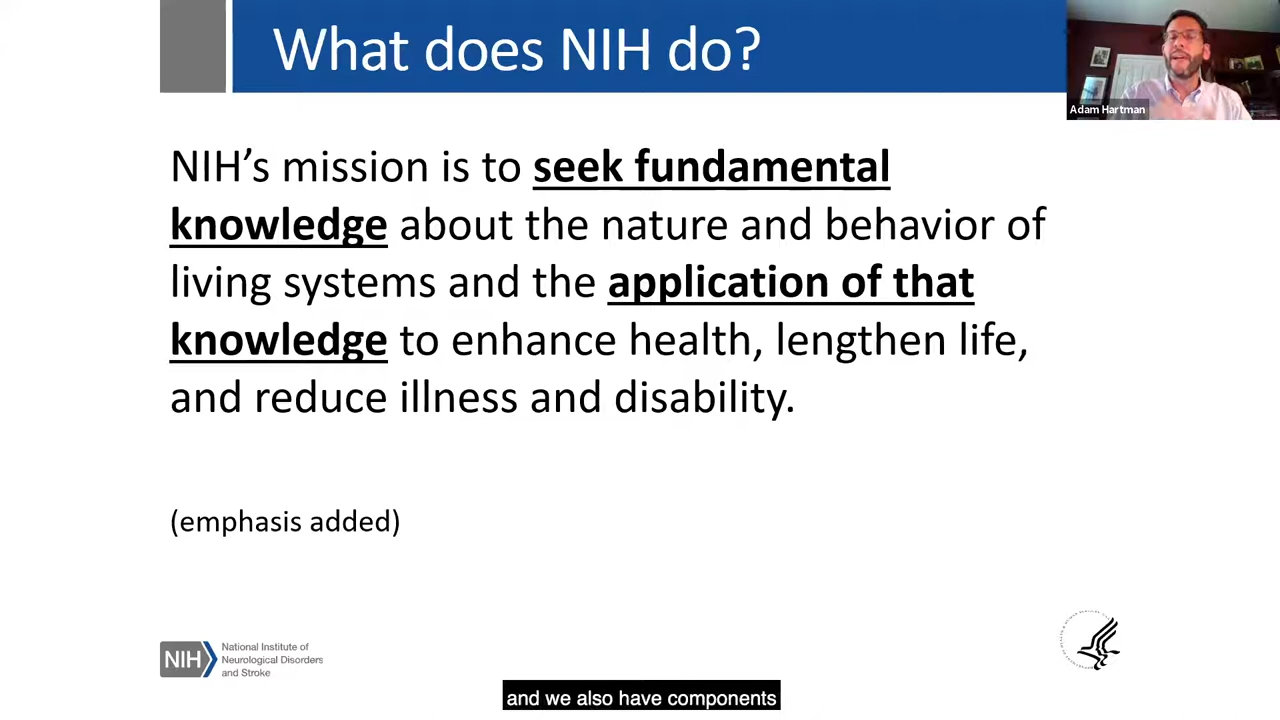 What does NIH do?
Adam Hartman
NIH’s mission is to seek fundamental
knowledge about the nature and behavior of
living systems and the application of that
knowledge to enhance health, lengthen life,
and reduce illness and disability.
(emphasis added)
NIH
National Institute of
Neurological Disorders
and Stroke
and we also have components